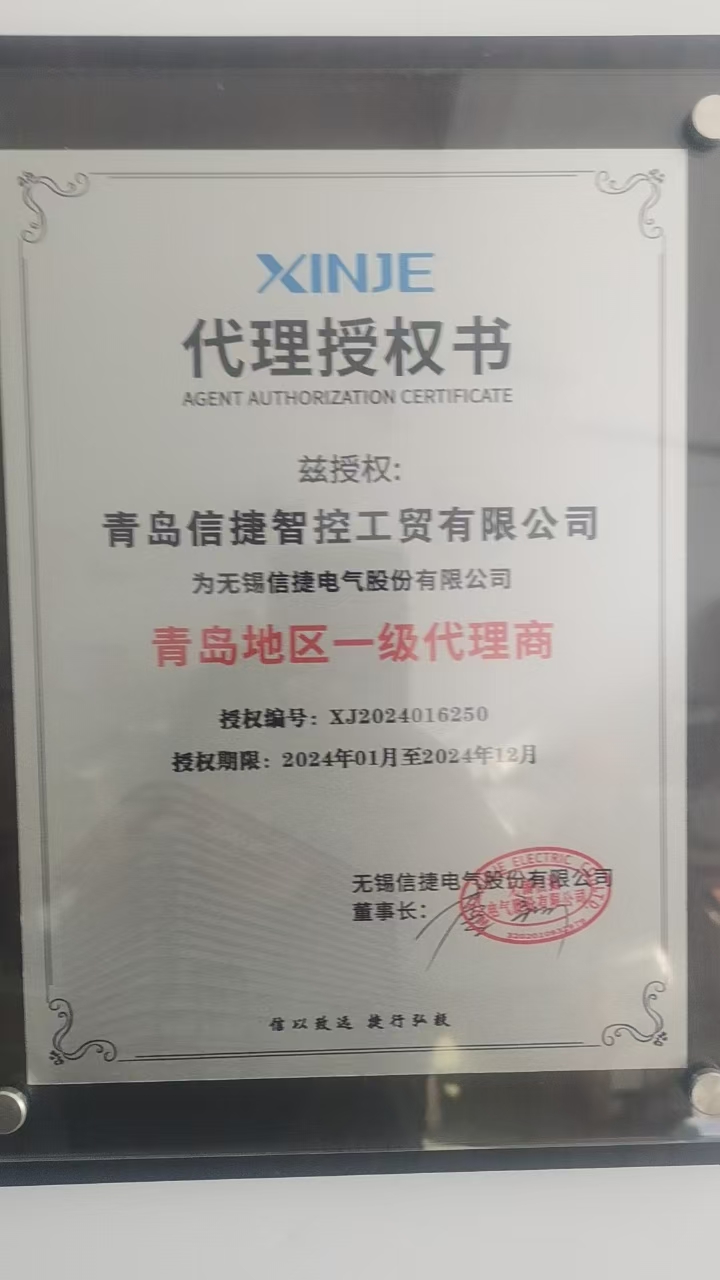 XINJE
代理授权书
AGENT AUTHORIZATION CERTIFICATE
兹授权:
青岛信捷智控工贸有限公司
为无锡信捷电气股份有限公司
青岛地区一级代理商
授权编号：XJ2024016250
授权期限：2024年01月至2024年12月
无锡信捷电气股份有限公司
董事长：
信以致远 捷行弘毅